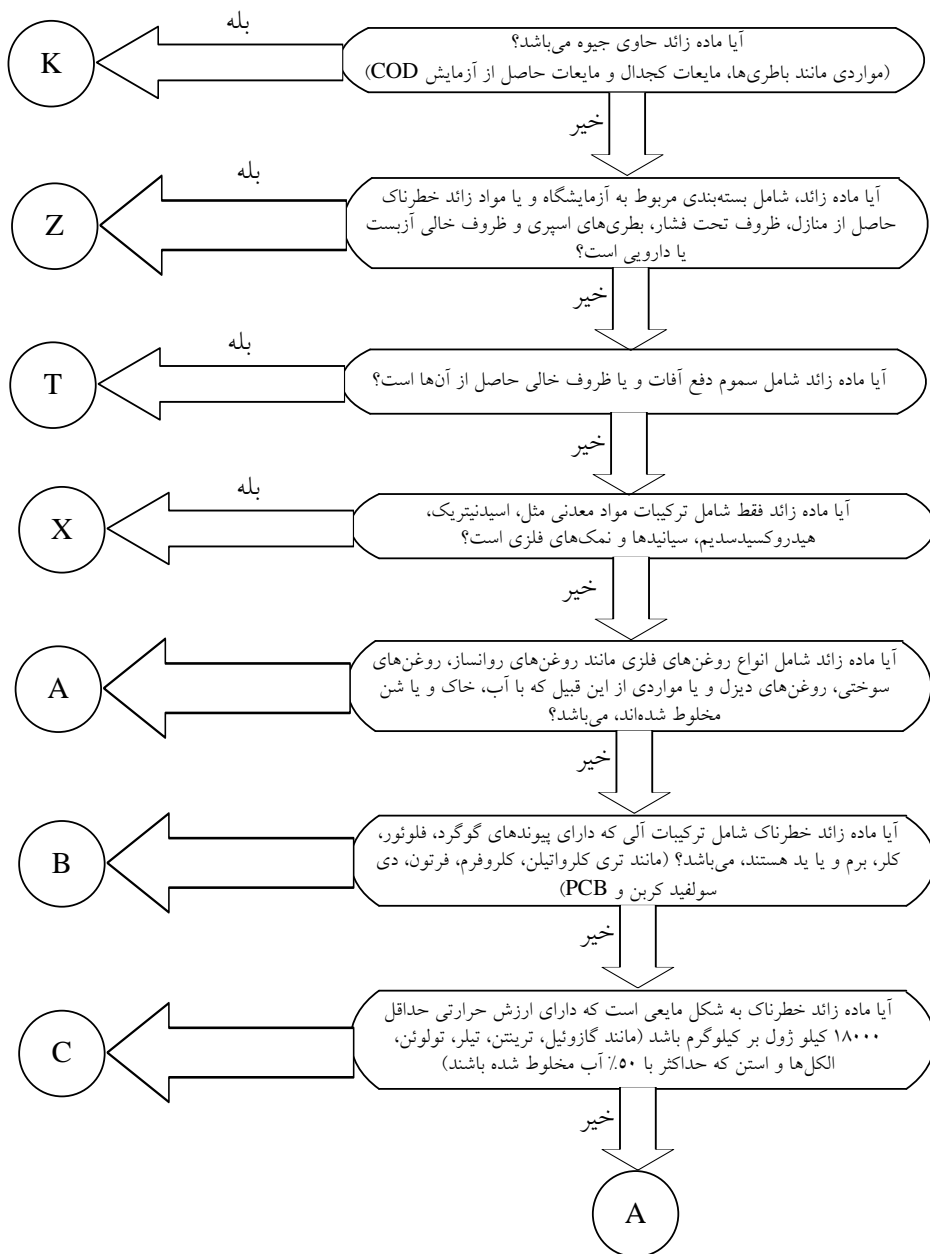 بله
K
آیا ماده زائد حاوی جیوه می‌باشد؟
(مواردی مانند باطری‌ها، مایعات کجدال و مایعات حاصل از آزمایش COD)
خیر
بله
Z
آیا ماده زائد، شامل بسته‌بندی مربوط به آزمایشگاه و یا مواد زائد خطرناک
حاصل از منازل، ظروف تحت فشار، بطری‌های اسپری و ظروف خالی آزبست
یا دارویی است؟
خیر
بله
T
آیا ماده زائد شامل سموم دفع آفات و یا ظروف خالی حاصل از آن‌ها است؟
خیر
بله
X
آیا ماده زائد فقط شامل ترکیبات مواد معدنی مثل، اسیدنیتریک،
هیدروکسیدسدیم، سیانیدها و نمک‌های فلزی است؟
خیر
A
آیا ماده زائد شامل انواع روغن‌های فلزی مانند روغن‌های روانساز، روغن‌های
سوختی، روغن‌های دیزل و یا مواردی از این قبیل که با آب، خاک و یا شن
مخلوط شده‌اند، می‌باشد؟
خیر
B
آیا ماده زائد خطرناک شامل ترکیبات آلی که دارای پیوندهای گوگرد، فلوئور،
کلر، برم و یا ید هستند، می‌باشد؟ (مانند تری کلرواتیلن، کلروفرم، فرتون، دی
سولفید کربن و PCB)
خیر
C
آیا ماده زائد خطرناک به شکل مایعی است که دارای ارزش حرارتی حداقل
۱۸۰۰۰ کیلو ژول بر کیلوگرم باشد (مانند گازوئیل، ترینتن، تیلر، تولوئن،
الکل‌ها و استن که حداکثر با ۵۰٪ آب مخلوط شده باشند)
خیر
A